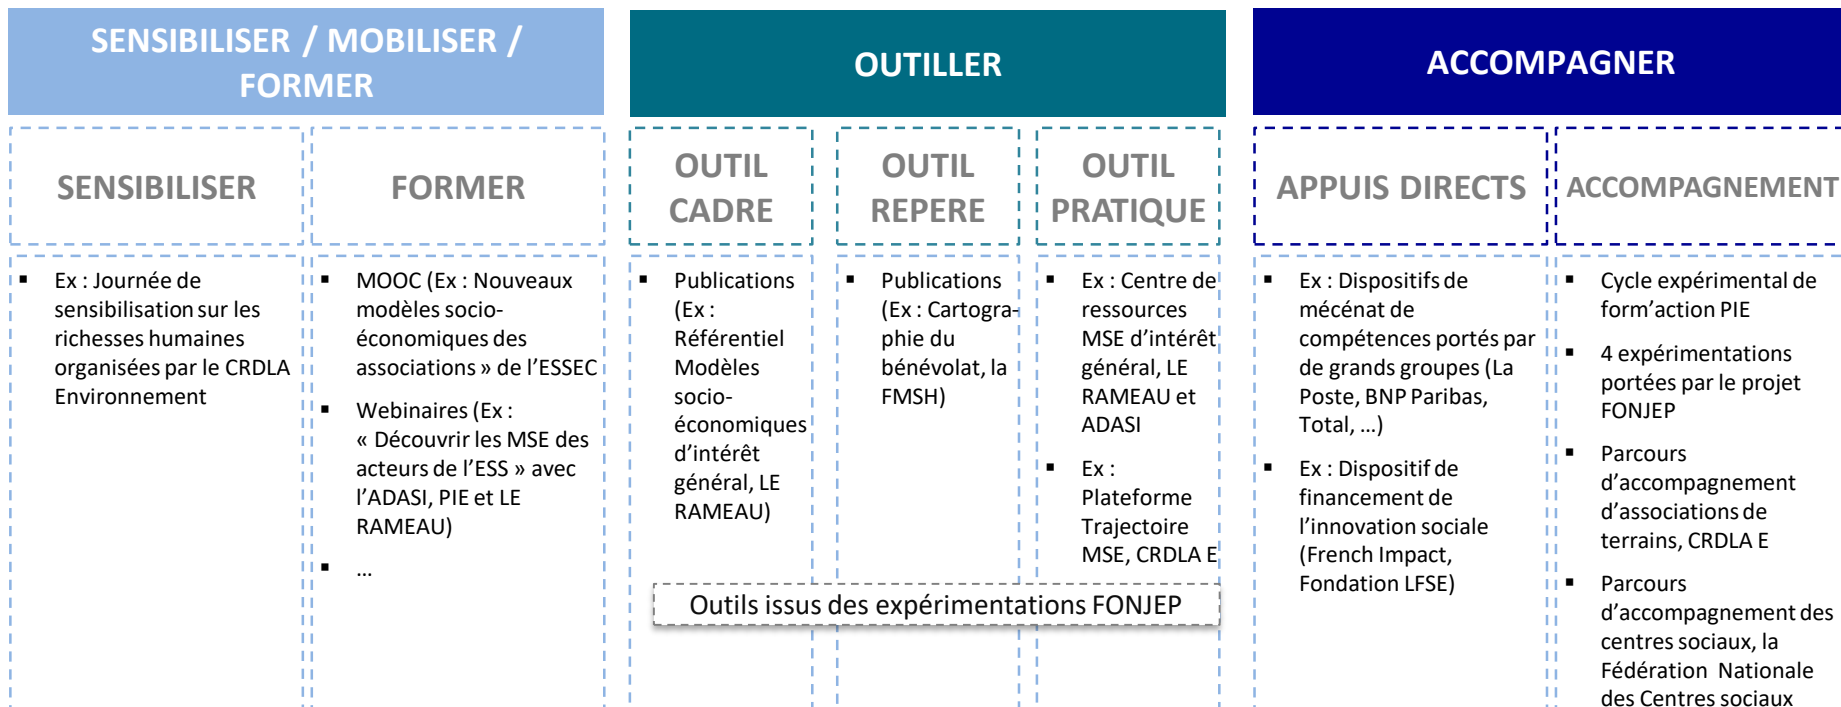 SENSIBILISER / MOBILISER /
FORMER
OUTILLER
ACCOMPAGNER
SENSIBILISER
FORMER
OUTIL
CADRE
OUTIL
REPERE
OUTIL
PRATIQUE
APPUIS DIRECTS
ACCOMPAGNEMENT
▪ Ex : Journée de
sensibilisation sur les
richesses humaines
organisées par le CRDLA
Environnement
▪ MOOC (Ex : Nouveaux
modèles socio-
économiques des
associations » de l’ESSEC
▪ Webinaires (Ex :
« Découvrir les MSE des
acteurs de l’ESS » avec
l’ADASI, PIE et LE
RAMEAU)
▪ …
▪ Publications
(Ex :
Référentiel
Modèles
socio-
économiques
d’intérêt
général, LE
RAMEAU)
▪ Publications
(Ex : Cartogra-
phie du
bénévolat, la
FMSH)
▪ Ex : Centre de
ressources
MSE d’intérêt
général, LE
RAMEAU et
ADASI
▪ Ex :
Plateforme
Trajectoire
MSE, CRDLA E
Outils issus des expérimentations FONJEP
▪ Ex : Dispositifs de
mécénat de
compétences portés par
de grands groupes (La
Poste, BNP Paribas,
Total, …)
▪ Ex : Dispositif de
financement de
l’innovation sociale
(French Impact,
Fondation LFSE)
▪ Cycle expérimental de
form’action PIE
▪ 4 expérimentations
portées par le projet
FONJEP
▪ Parcours
d’accompagnement
d’associations de
terrains, CRDLA E
▪ Parcours
d’accompagnement des
centres sociaux, la
Fédération Nationale
des Centres sociaux